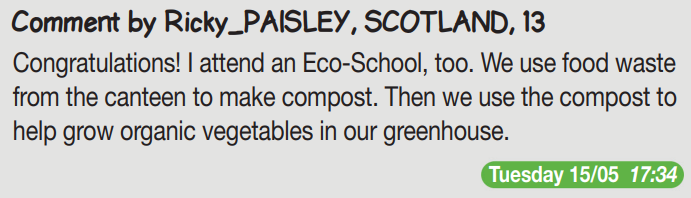 Comment by Ricky_PAISLEY, SCOTLAND, 13
Congratulations! I attend an Eco-School, too. We use food waste
from the canteen to make compost. Then we use the compost to
help grow organic vegetables in our greenhouse.
Tuesday 15/05 17:34